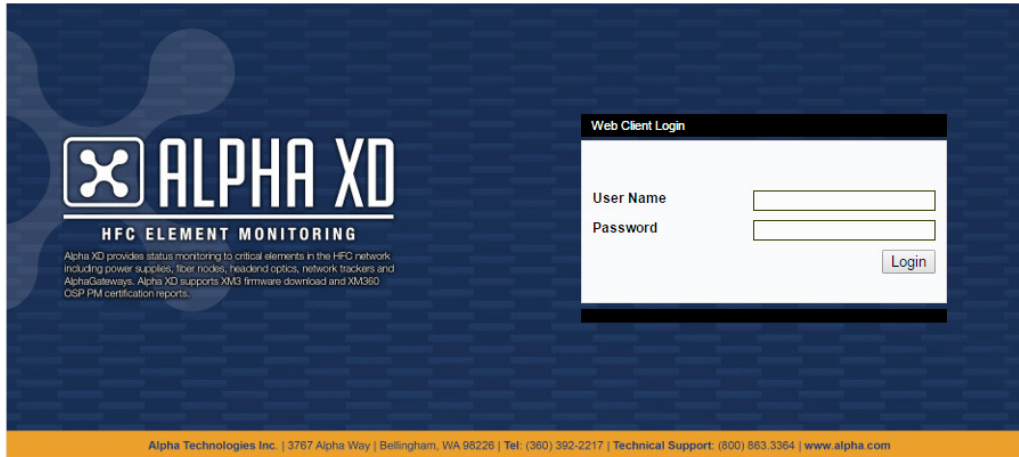 ALPHA XD
HFC ELEMENT MONITORING
Alpha XD provides status monitoring to critical elements in the HFC network
including power supplies, fiber nodes, headend optics, network trackers and
AlphaGateways. Alpha XD supports XM3 firmware download and XM360
OSP PM certification reports.
Web Client Login
User Name
Password
Login
Alpha Technologies Inc. | 3767 Alpha Way | Bellingham, WA 98226 | Tel: (360) 392-2217 | Technical Support: (800) 863.3364 | www.alpha.com